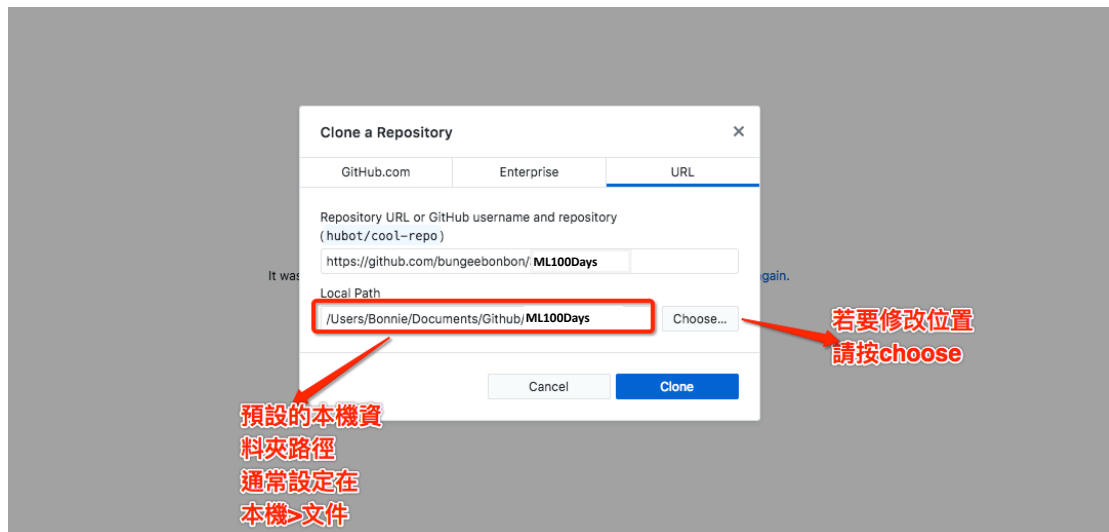 Clone a Repository
GitHub.com
Enterprise
URL
Repository URL or GitHub username and repository
(hubot/cool-repo)
https://github.com/bungeebonbon/ ML100Days
It was
gain.
Local Path
/Users/Bonnie/Documents/Github/ ML100Days
Choose...
若要修改位置
請按choose
Cancel
Clone
預設的本機資
料夾路徑
通常設定在
本機>文件